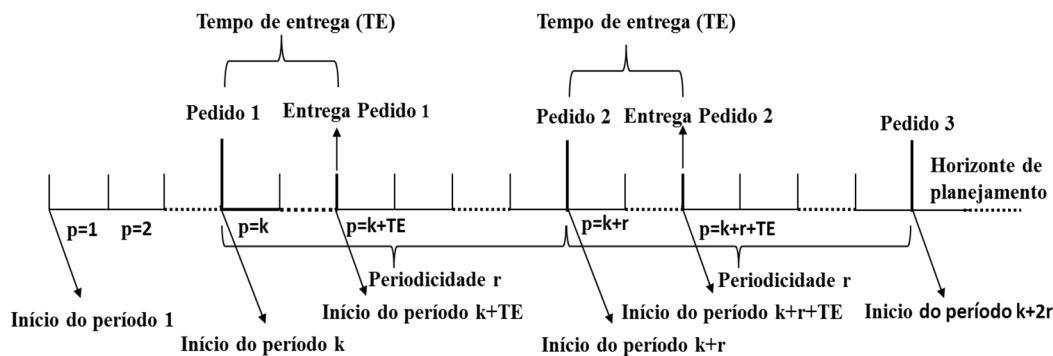 Tempo de entrega (TE)
Tempo de entrega (TE)
Pedido 1
Entrega Pedido 1
Pedido 2
Entrega Pedido 2
Pedido 3
Horizonte de
planejamento
p=1
p=2
p=k
p=k+TE
p=k+r
p=k+r+TE
Periodicidade r
Periodicidade r
Início do período 1
Início do período k
Início do período k+TE
Início do período k+r
Início do período k+r+TE
Inicio do período k+2r